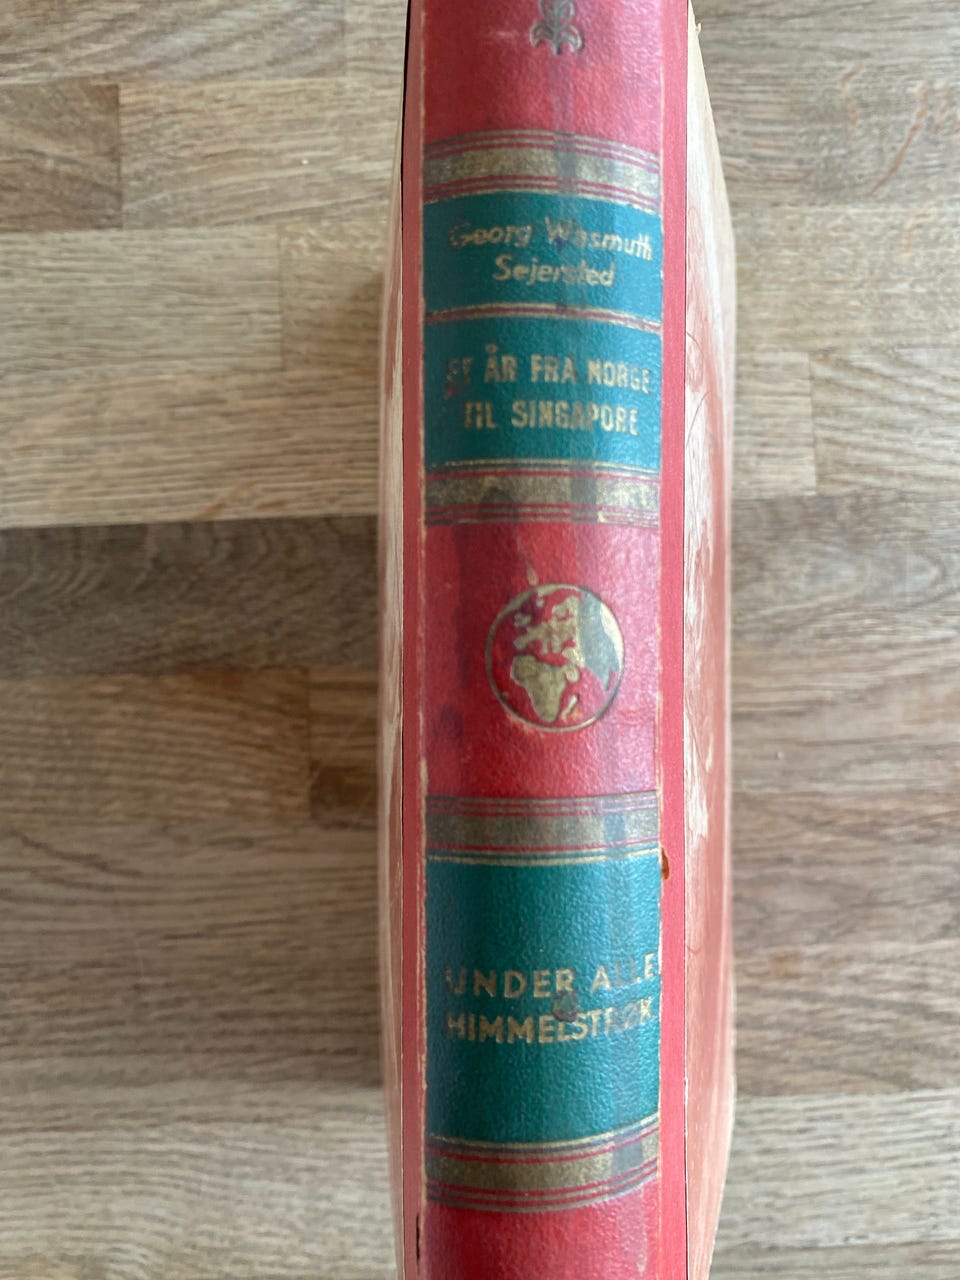 Georg Wasmuth
Sejersted
ET ÅR FRA NORGE
TIL SINGAPORE
UNDER ALLE
HIMMELSTRØK